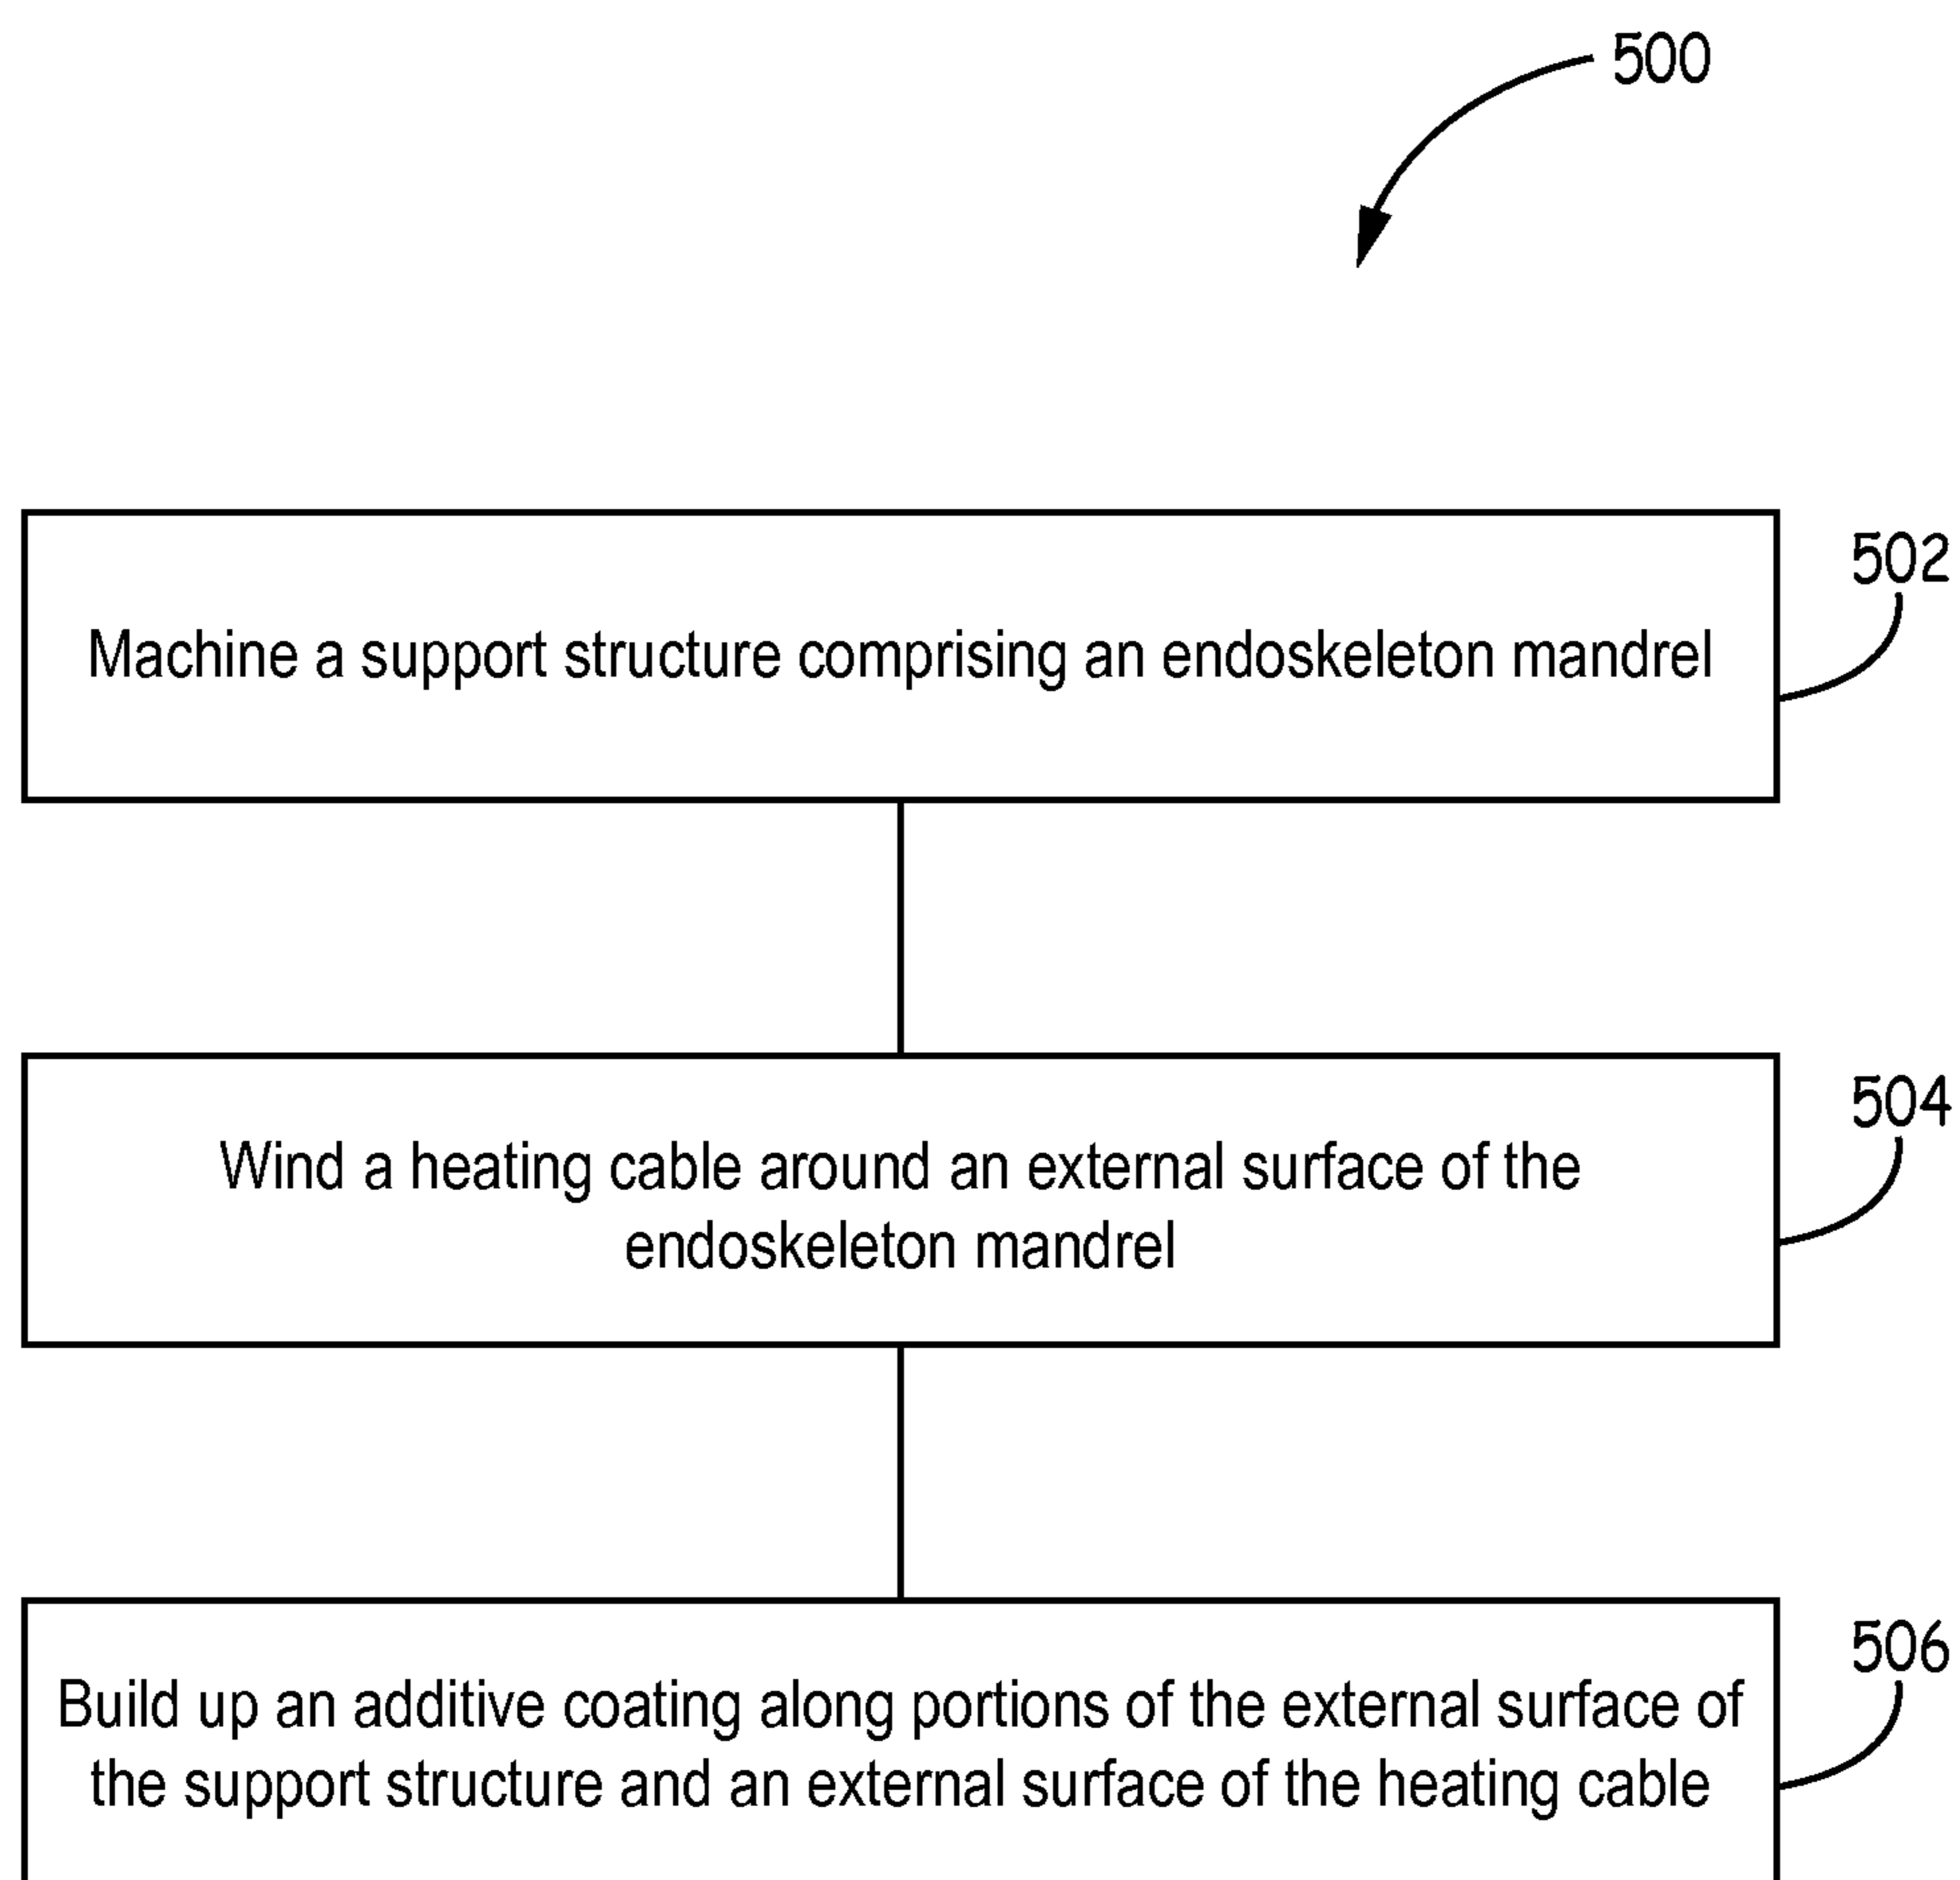 500
502
Machine a support structure comprising an endoskeleton mandrel
504
Wind a heating cable around an external surface of the
endoskeleton mandrel
506
Build up an additive coating along portions of the external surface of
the support structure and an external surface of the heating cable